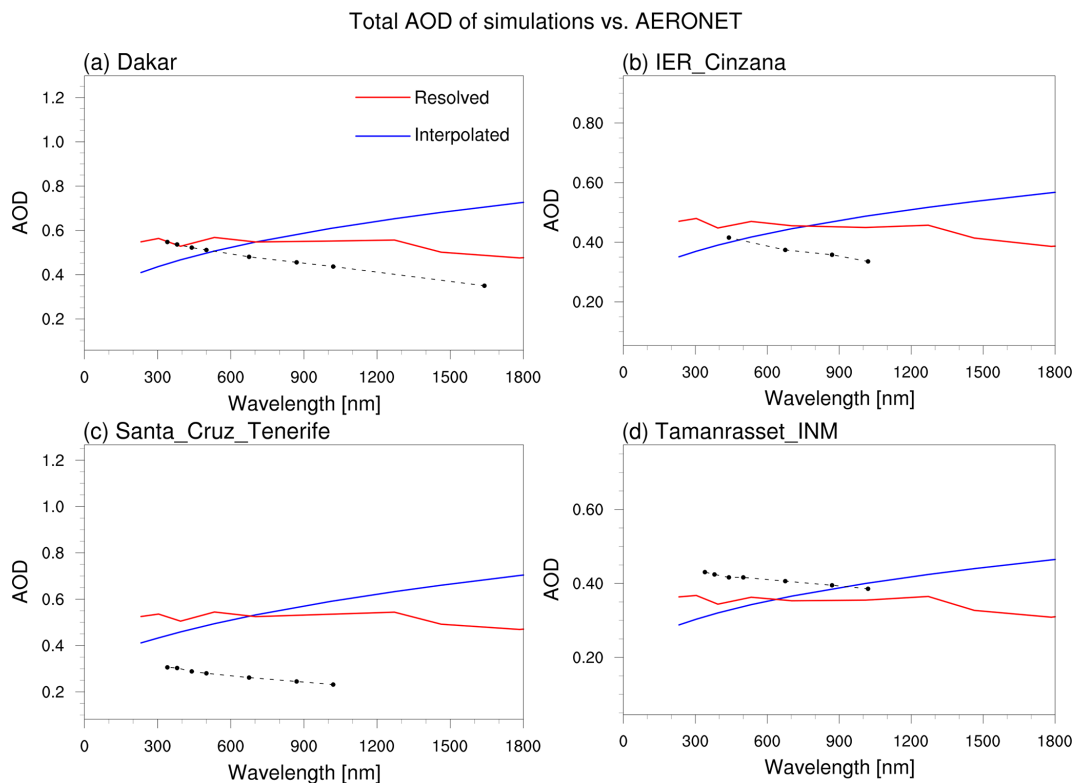 Total AOD of simulations vs. AERONET
(a) Dakar
1.2
1.0
0.8
0.6
0.4
0.2
AOD
Resolved
Interpolated
0 300 600 900 1200 1500 1800
Wavelength [nm]
(b) IER_Cinzana
0.80
0.60
0.40
0.20
AOD
0 300 600 900 1200 1500 1800
Wavelength [nm]
(c) Santa_Cruz_Tenerife
1.2
1.0
0.8
0.6
0.4
0.2
AOD
0 300 600 900 1200 1500 1800
Wavelength [nm]
(d) Tamanrasset_INM
0.60
0.40
0.20
AOD
0 300 600 900 1200 1500 1800
Wavelength [nm]